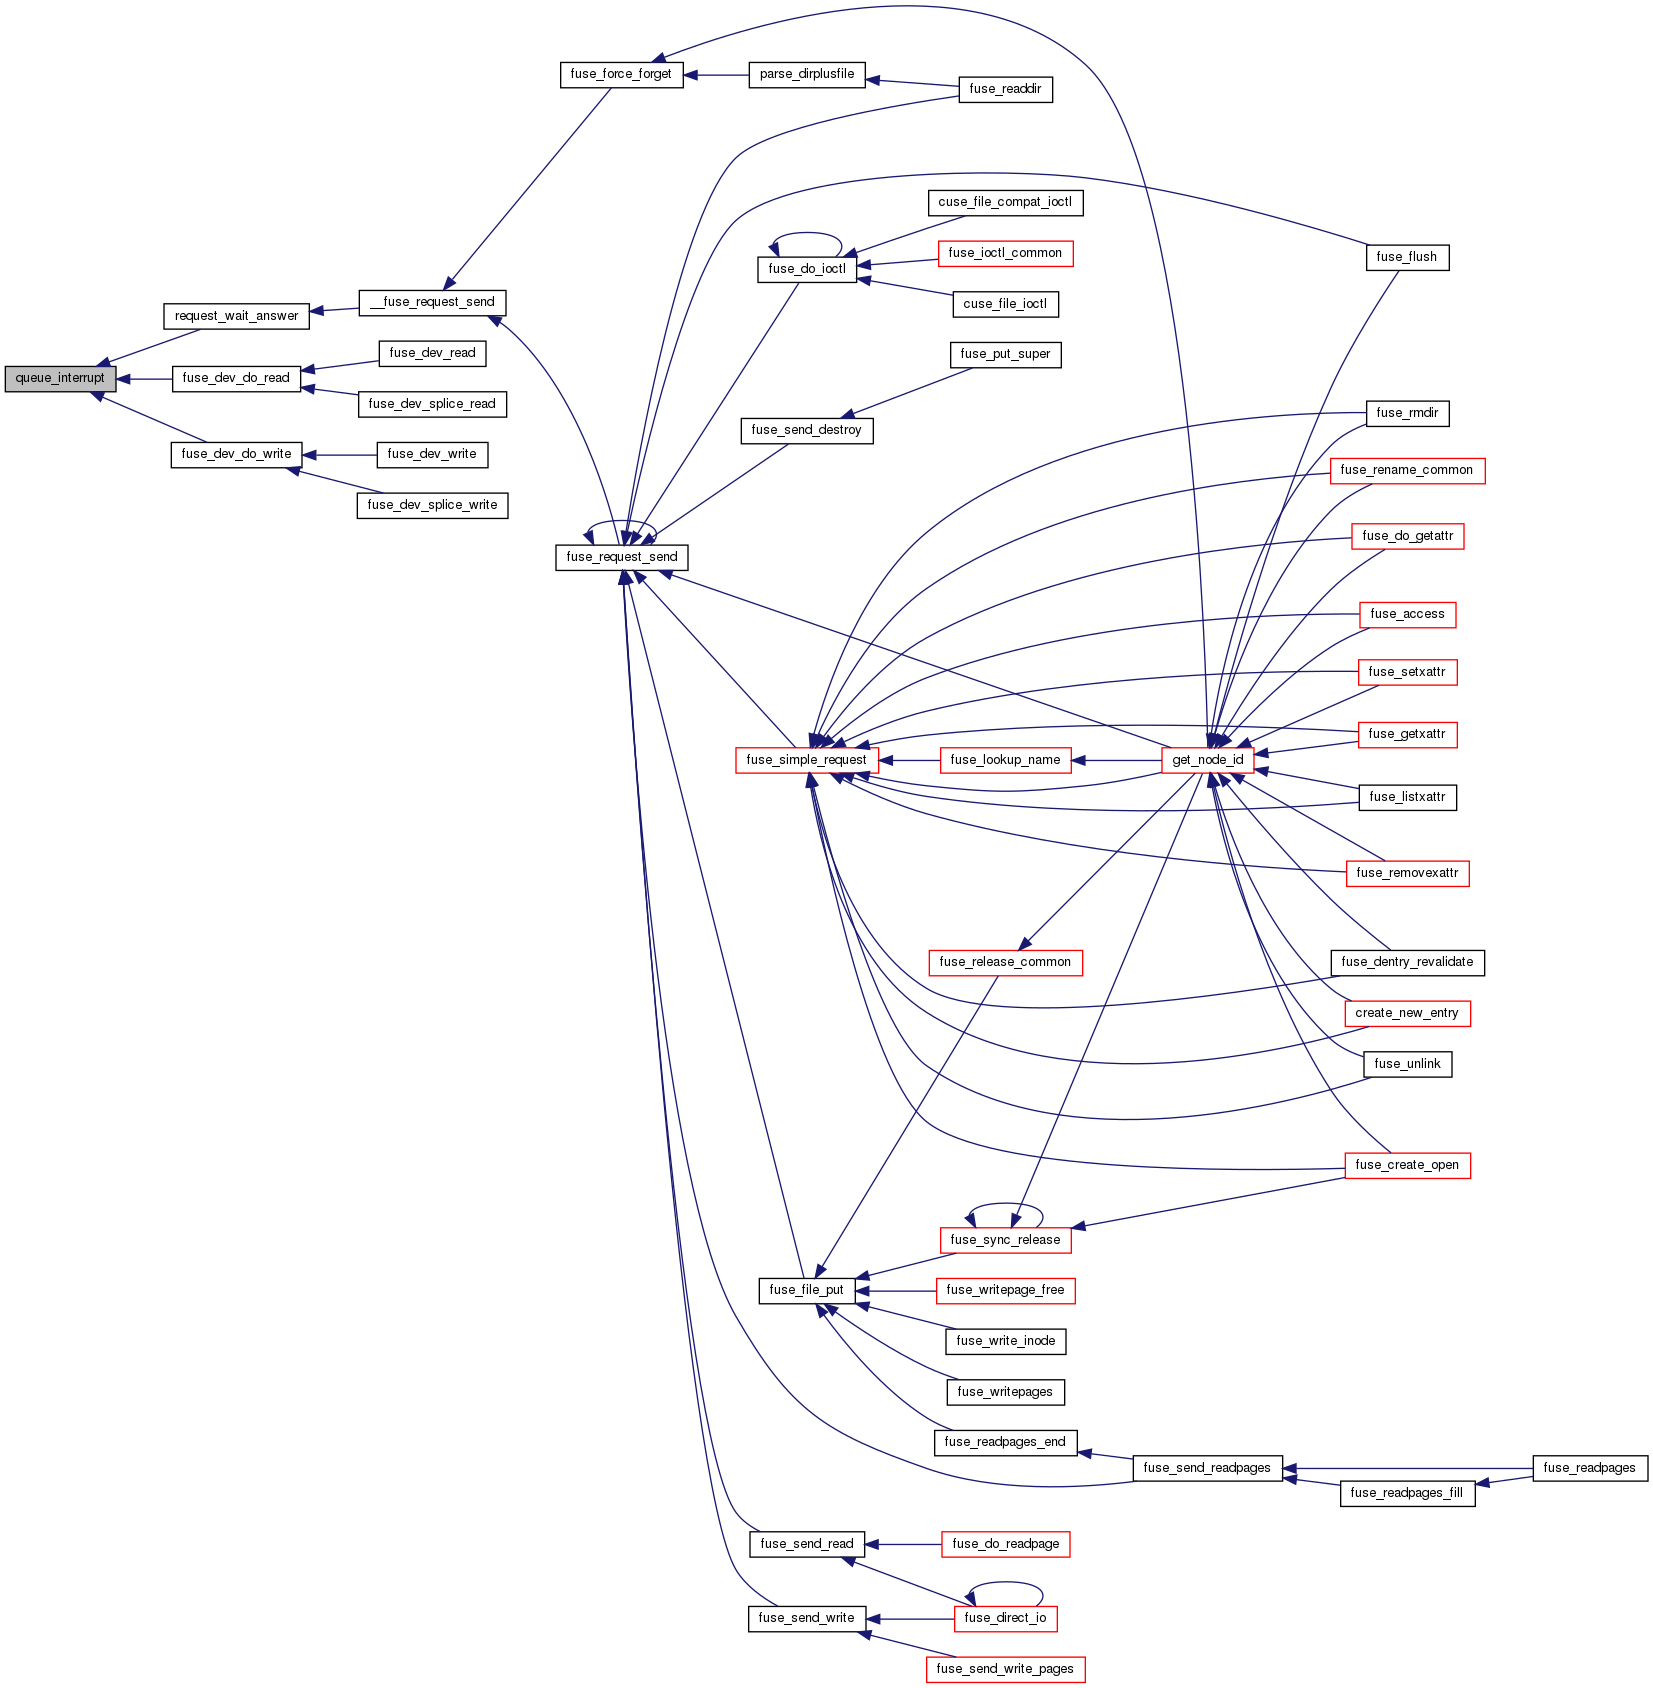 fuse_force_forget
parse_dirplusfile
fuse_readdir
cuse_file_compat_ioctl
fuse_ioctl_common
fuse_flush
fuse_do_ioctl
cuse_file_ioctl
__fuse_request_send
request_wait_answer
fuse_dev_read
fuse_put_super
queue_interrupt
fuse_dev_do_read
fuse_dev_splice_read
fuse_rmdir
fuse_send_destroy
fuse_dev_do_write
fuse_dev_write
fuse_rename_common
fuse_dev_splice_write
fuse_do_getattr
fuse_request_send
fuse_access
fuse_setxattr
fuse_getxattr
fuse_simple_request
fuse_lookup_name
get_node_id
fuse_listxattr
fuse_removexattr
fuse_release_common
fuse_dentry_revalidate
create_new_entry
fuse_unlink
fuse_create_open
fuse_sync_release
fuse_file_put
fuse_writepage_free
fuse_write_inode
fuse_writepages
fuse_readpages_end
fuse_send_readpages
fuse_readpages
fuse_readpages_fill
fuse_send_read
fuse_do_readpage
fuse_send_write
fuse_direct_io
fuse_send_write_pages